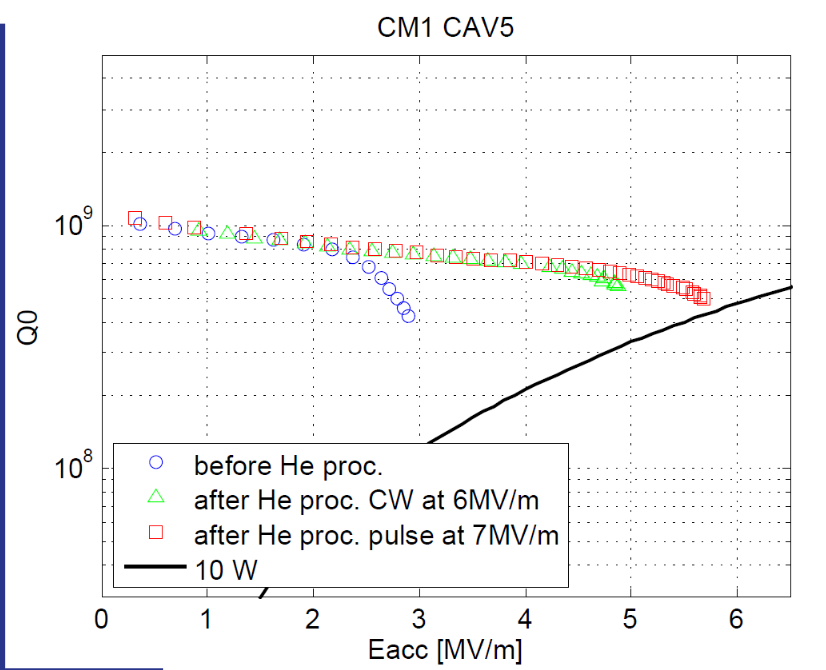 CM1 CAV5
10^9
Q0
10^8
before He proc.
after He proc. CW at 6MV/m
after He proc. pulse at 7MV/m
10 W
0 1 2 3 4 5 6
Eacc [MV/m]